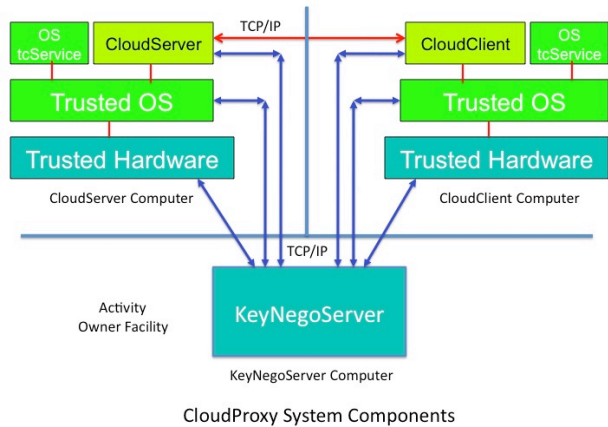 TCP/IP
OS
tcService
CloudServer
CloudClient
OS
tcService
Trusted OS
Trusted OS
Trusted Hardware
Trusted Hardware
CloudServer Computer
CloudClient Computer
TCP/IP
KeyNegoServer
Activity
Owner Facility
KeyNegoServer Computer
CloudProxy System Components